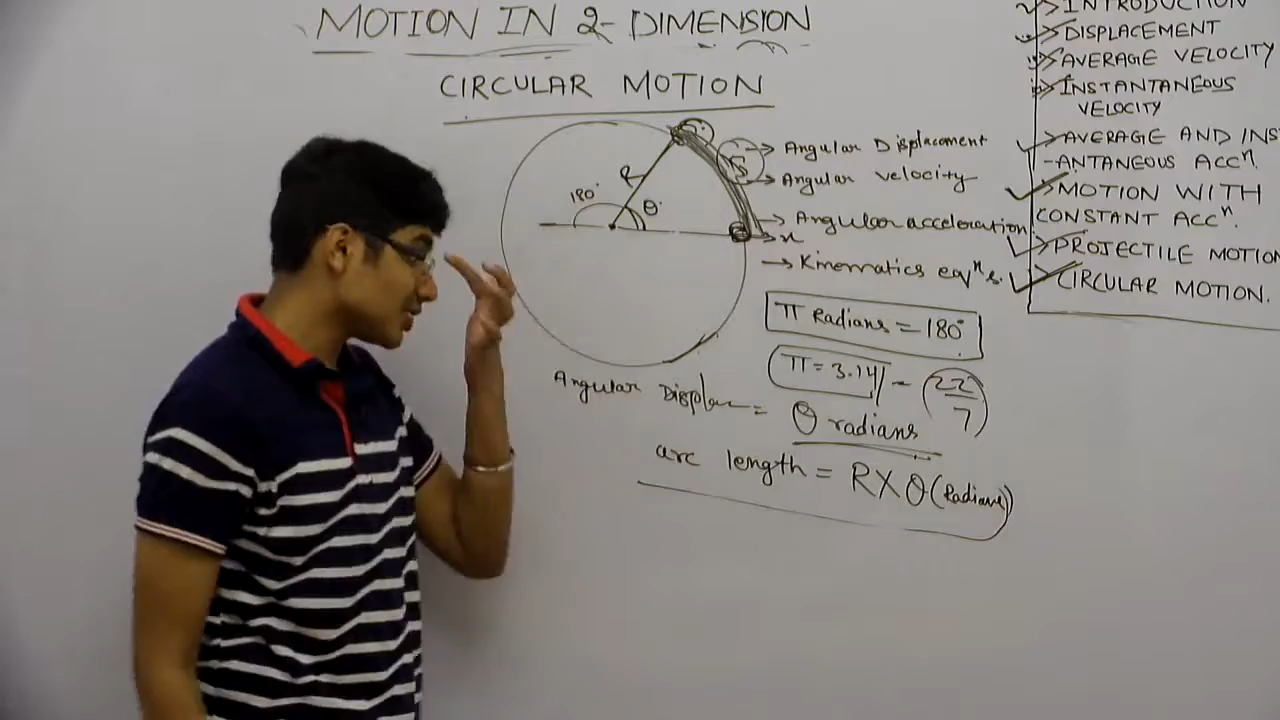 MOTION IN 2- DIMENSION
CIRCULAR MOTION
R
180°
θ
S
x
→ Angular Displacement
→ Angular velocity
→ Angular acceleration
→ Kinematics eqⁿs.
π Radians = 180°
π = 3.14 - 22/7
Angular Displac = θ radians
arc length = R X θ (Radians)
> INTRODUCTION
> DISPLACEMENT
> AVERAGE VELOCITY
> INSTANTANEOUS
VELOCITY
> AVERAGE AND INS
-ANTANEOUS ACCⁿ.
> MOTION WITH
CONSTANT ACCⁿ.
> PROJECTILE MOTION
> CIRCULAR MOTION.